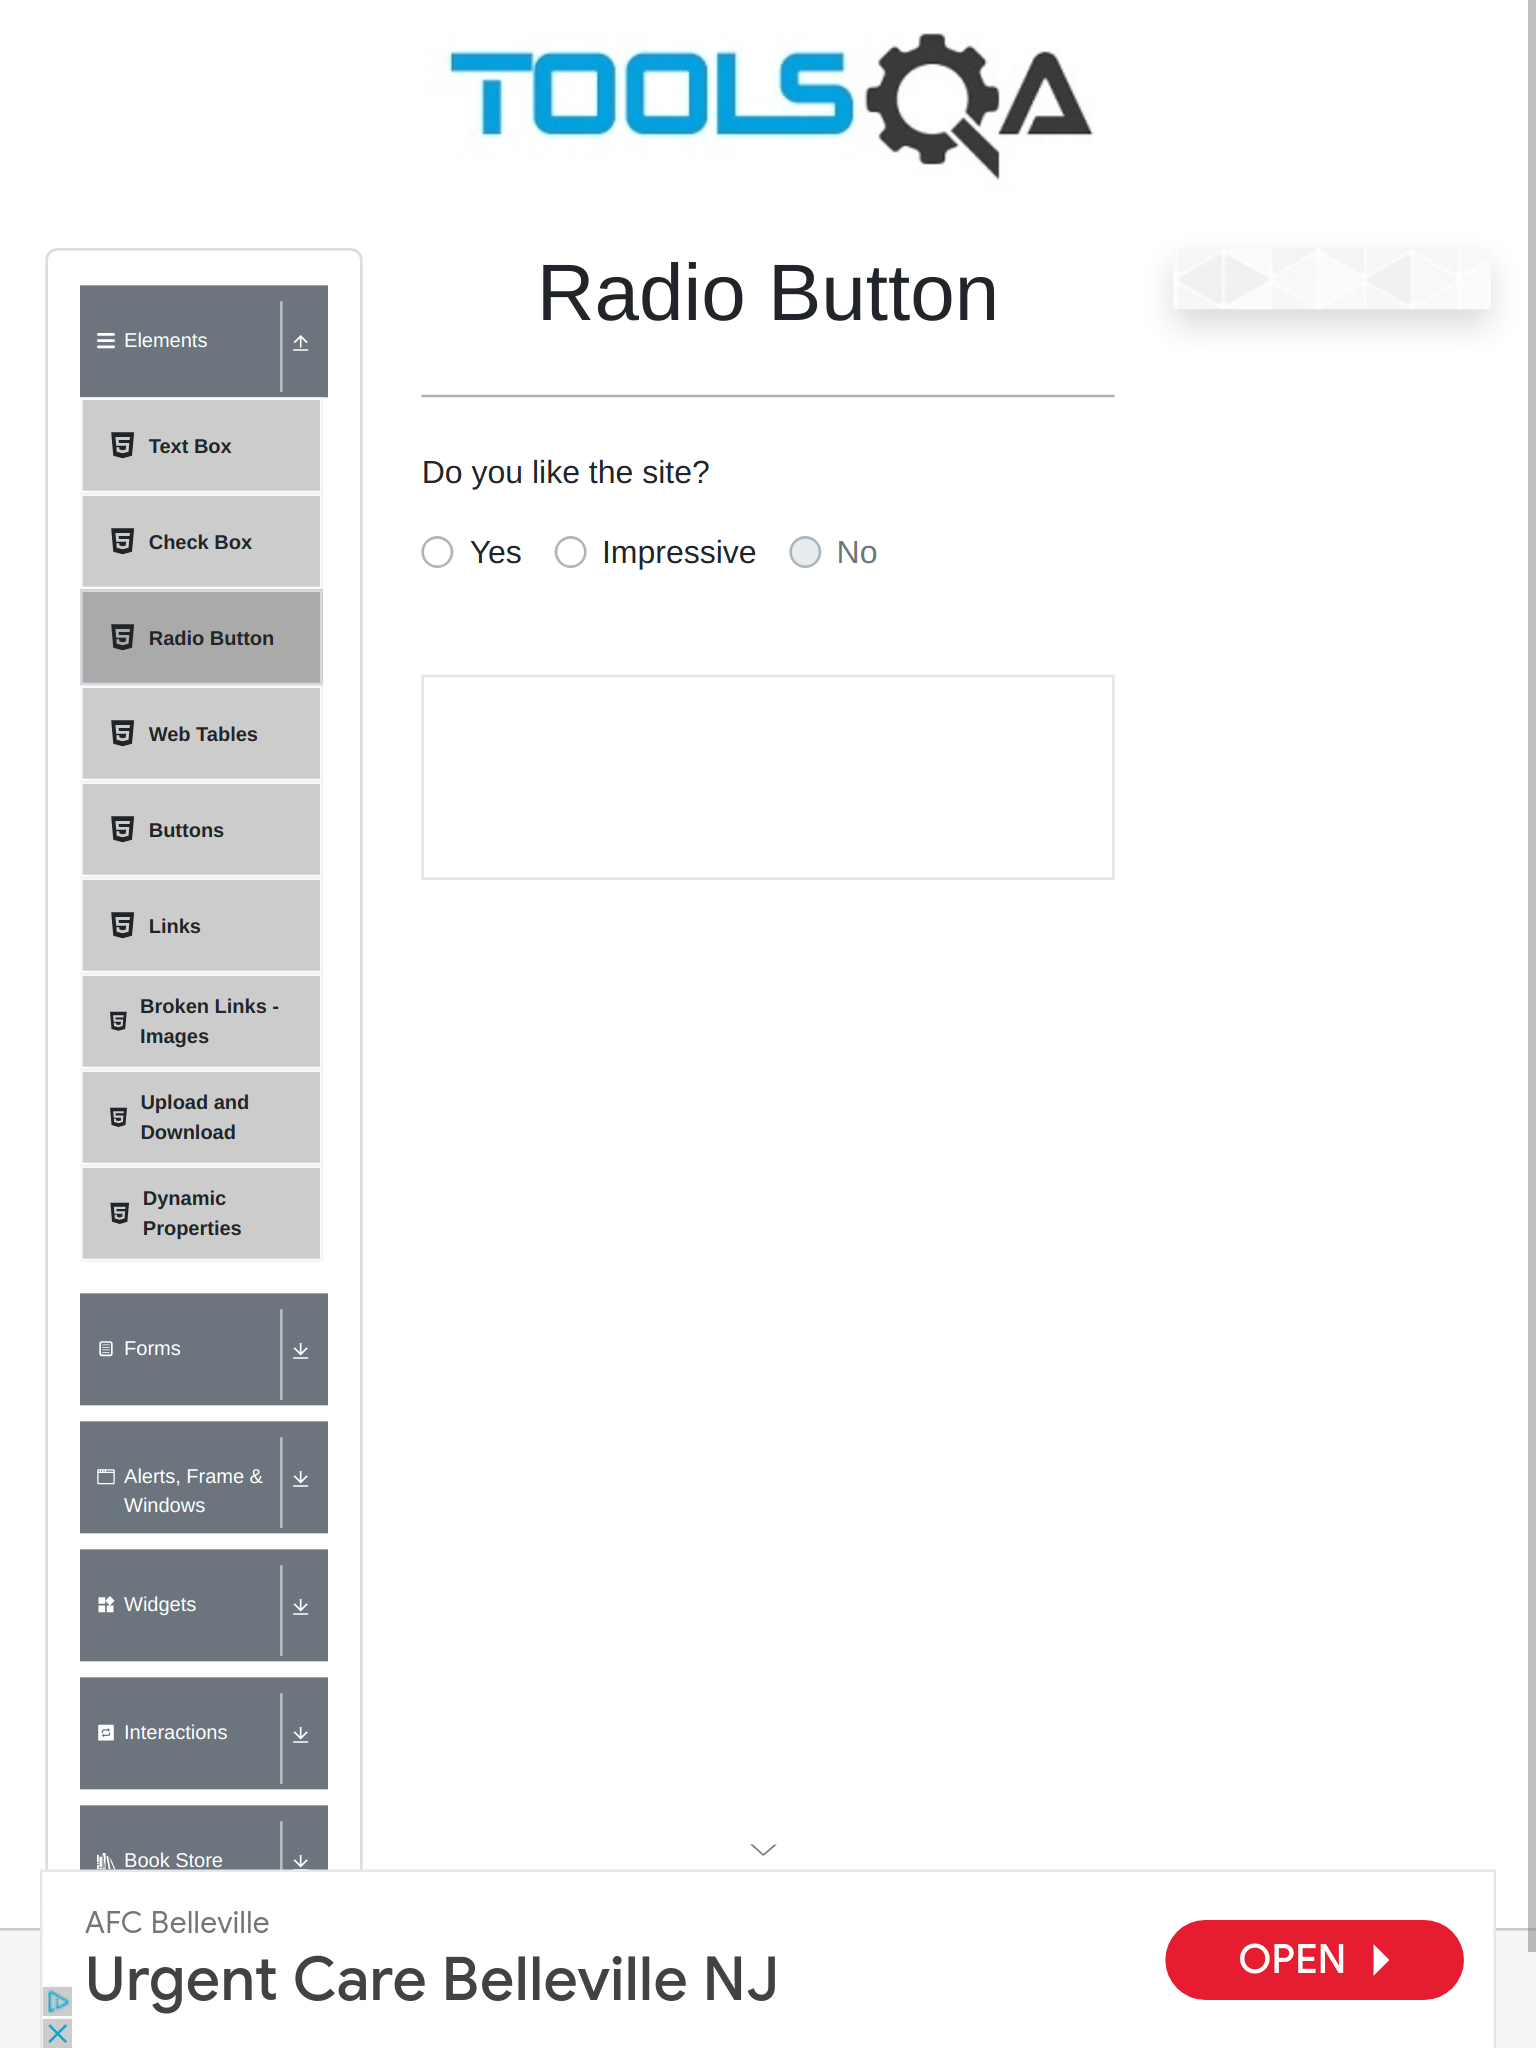 TOOLSQA
Radio Button
Elements
Text Box
Check Box
Radio Button
Web Tables
Buttons
Links
Broken Links -
Images
Upload and
Download
Dynamic
Properties
Forms
Alerts, Frame &
Windows
Widgets
Interactions
Book Store
Do you like the site?
Yes
Impressive
No
AFC Belleville
Urgent Care Belleville NJ
OPEN